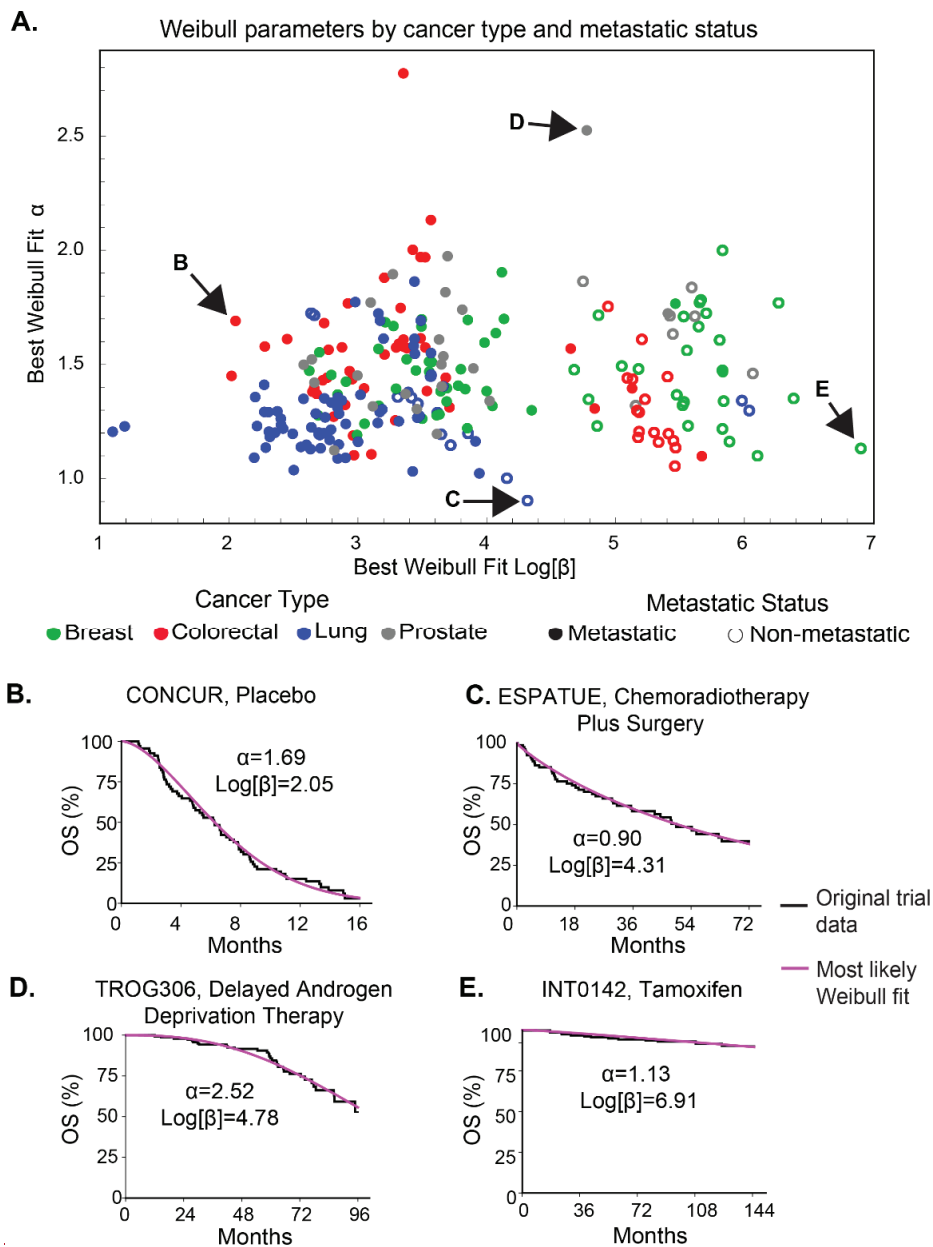 A.
Weibull parameters by cancer type and metastatic status
Best Weibull Fit α
2.5
2.0
1.5
1.0
B
D
C
E
1 2 3 4 5 6 7
Best Weibull Fit Log[β]
Cancer Type
Metastatic Status
Breast Colorectal Lung Prostate
Metastatic Non-metastatic
B. CONCUR, Placebo
OS (%)
100
75
50
25
0
α=1.69
Log[β]=2.05
0 4 8 12 16
Months
C. ESPATUE, Chemoradiotherapy
Plus Surgery
OS (%)
100
75
50
25
0
α=0.90
Log[β]=4.31
0 18 36 54 72
Months
Original trial
data
Most likely
Weibull fit
D. TROG306, Delayed Androgen
Deprivation Therapy
OS (%)
100
75
50
25
0
α=2.52
Log[β]=4.78
0 24 48 72 96
Months
E. INT0142, Tamoxifen
OS (%)
100
75
50
25
0
α=1.13
Log[β]=6.91
0 36 72 108 144
Months